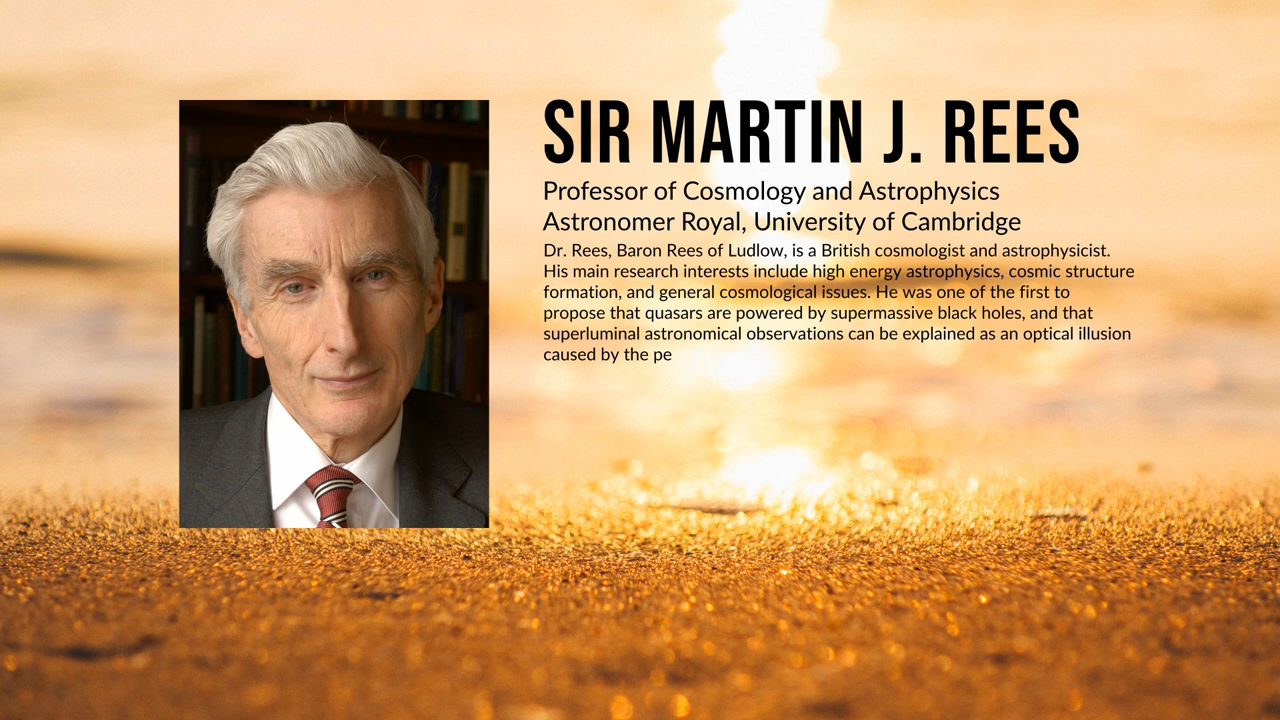 SIR MARTIN J. REES
Professor of Cosmology and Astrophysics
Astronomer Royal, University of Cambridge
Dr. Rees, Baron Rees of Ludlow, is a British cosmologist and astrophysicist.
His main research interests include high energy astrophysics, cosmic structure
formation, and general cosmological issues. He was one of the first to
propose that quasars are powered by supermassive black holes, and that
superluminal astronomical observations can be explained as an optical illusion
caused by the pe